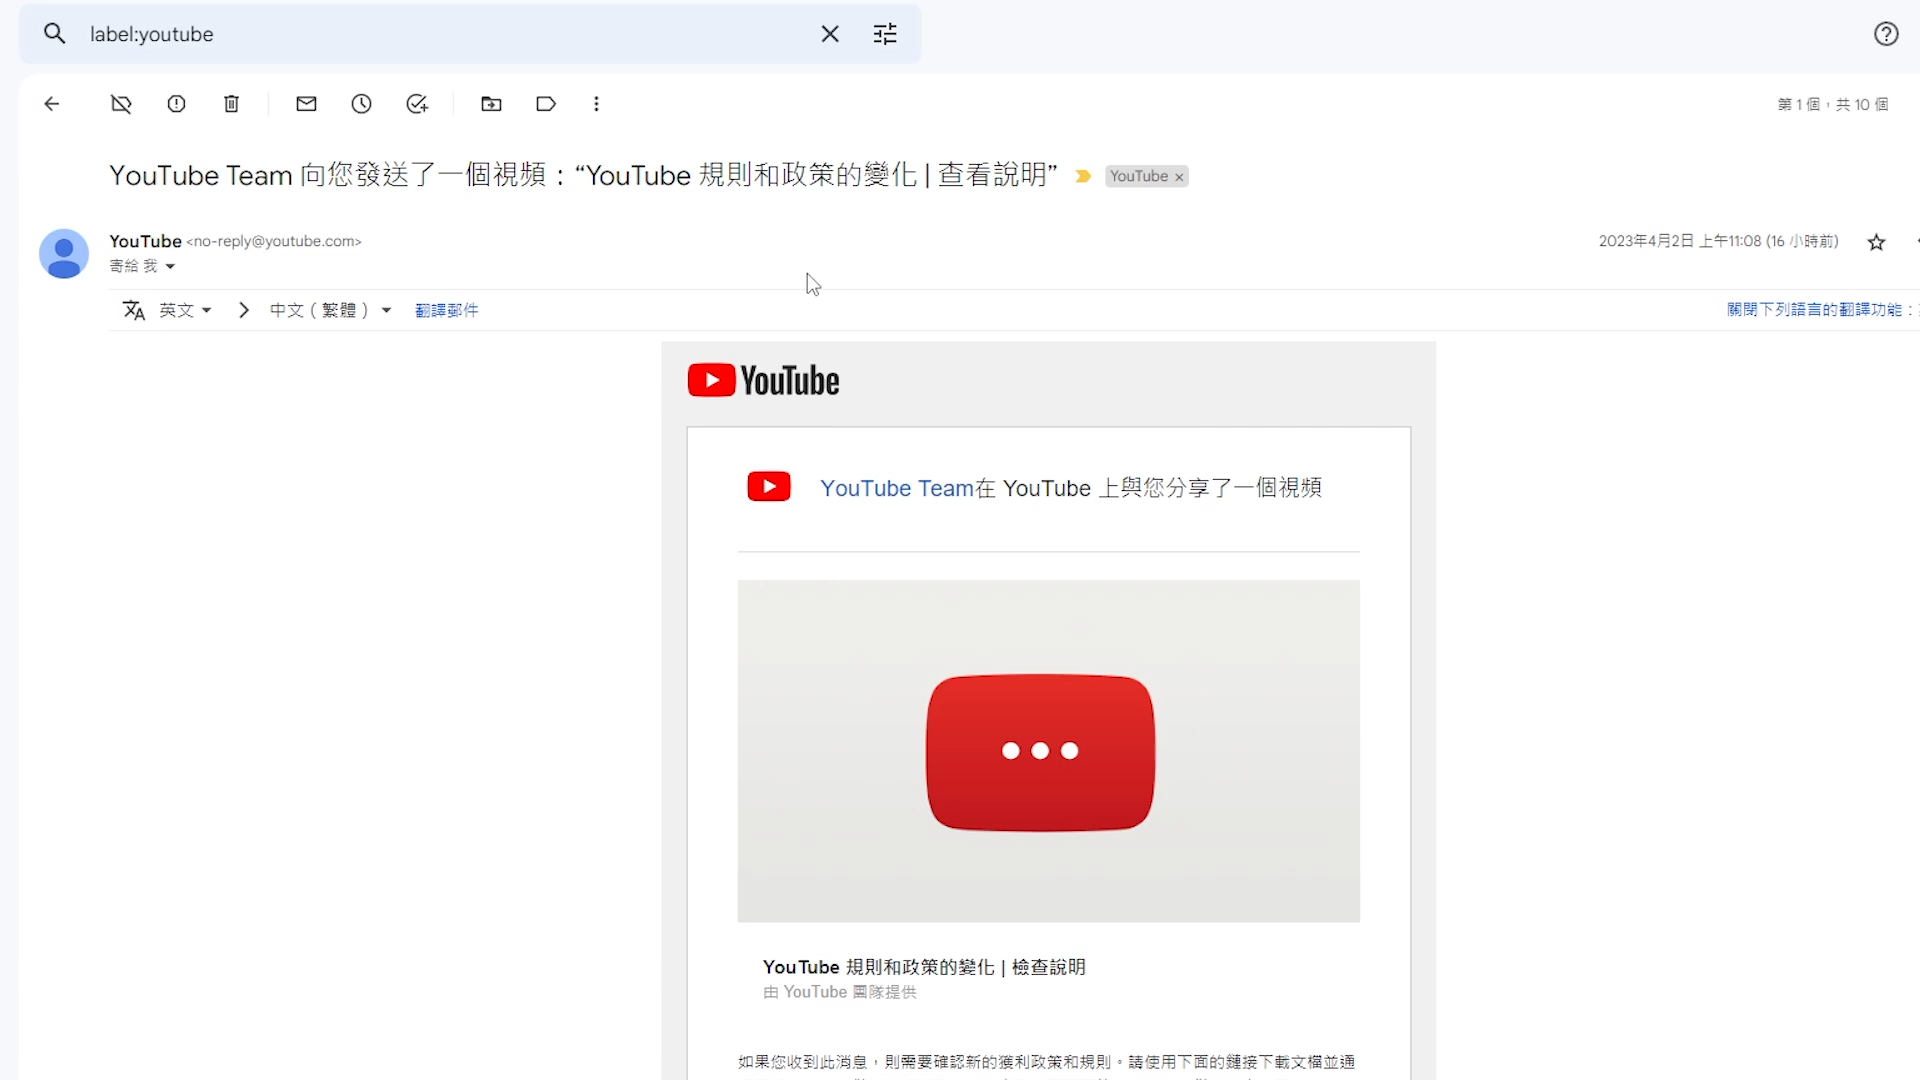 label:youtube
第 1 個，共 10 個
YouTube Team 向您發送了一個視頻：“YouTube 規則和政策的變化 | 查看說明”
YouTube ×
YouTube <no-reply@youtube.com>
2023年4月2日 上午11:08 (16 小時前)
寄給 我
英文 > 中文（繁體） 翻譯郵件
關閉下列語言的翻譯功能：
YouTube
YouTube Team在 YouTube 上與您分享了一個視頻
YouTube 規則和政策的變化 | 檢查說明
由 YouTube 團隊提供
如果您收到此消息，則需要確認新的獲利政策和規則。請使用下面的鏈接下載文檔並通